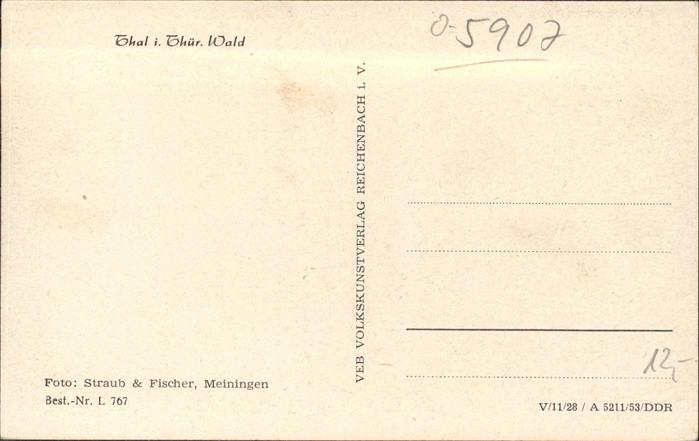 Thal i. Thür. Wald
O-5907
VEB VOLKSKUNSTVERLAG REICHENBACH i. V.
12,-
Foto: Straub & Fischer, Meiningen
Best.-Nr. L 767
V/11/28 / A 5211/53/DDR